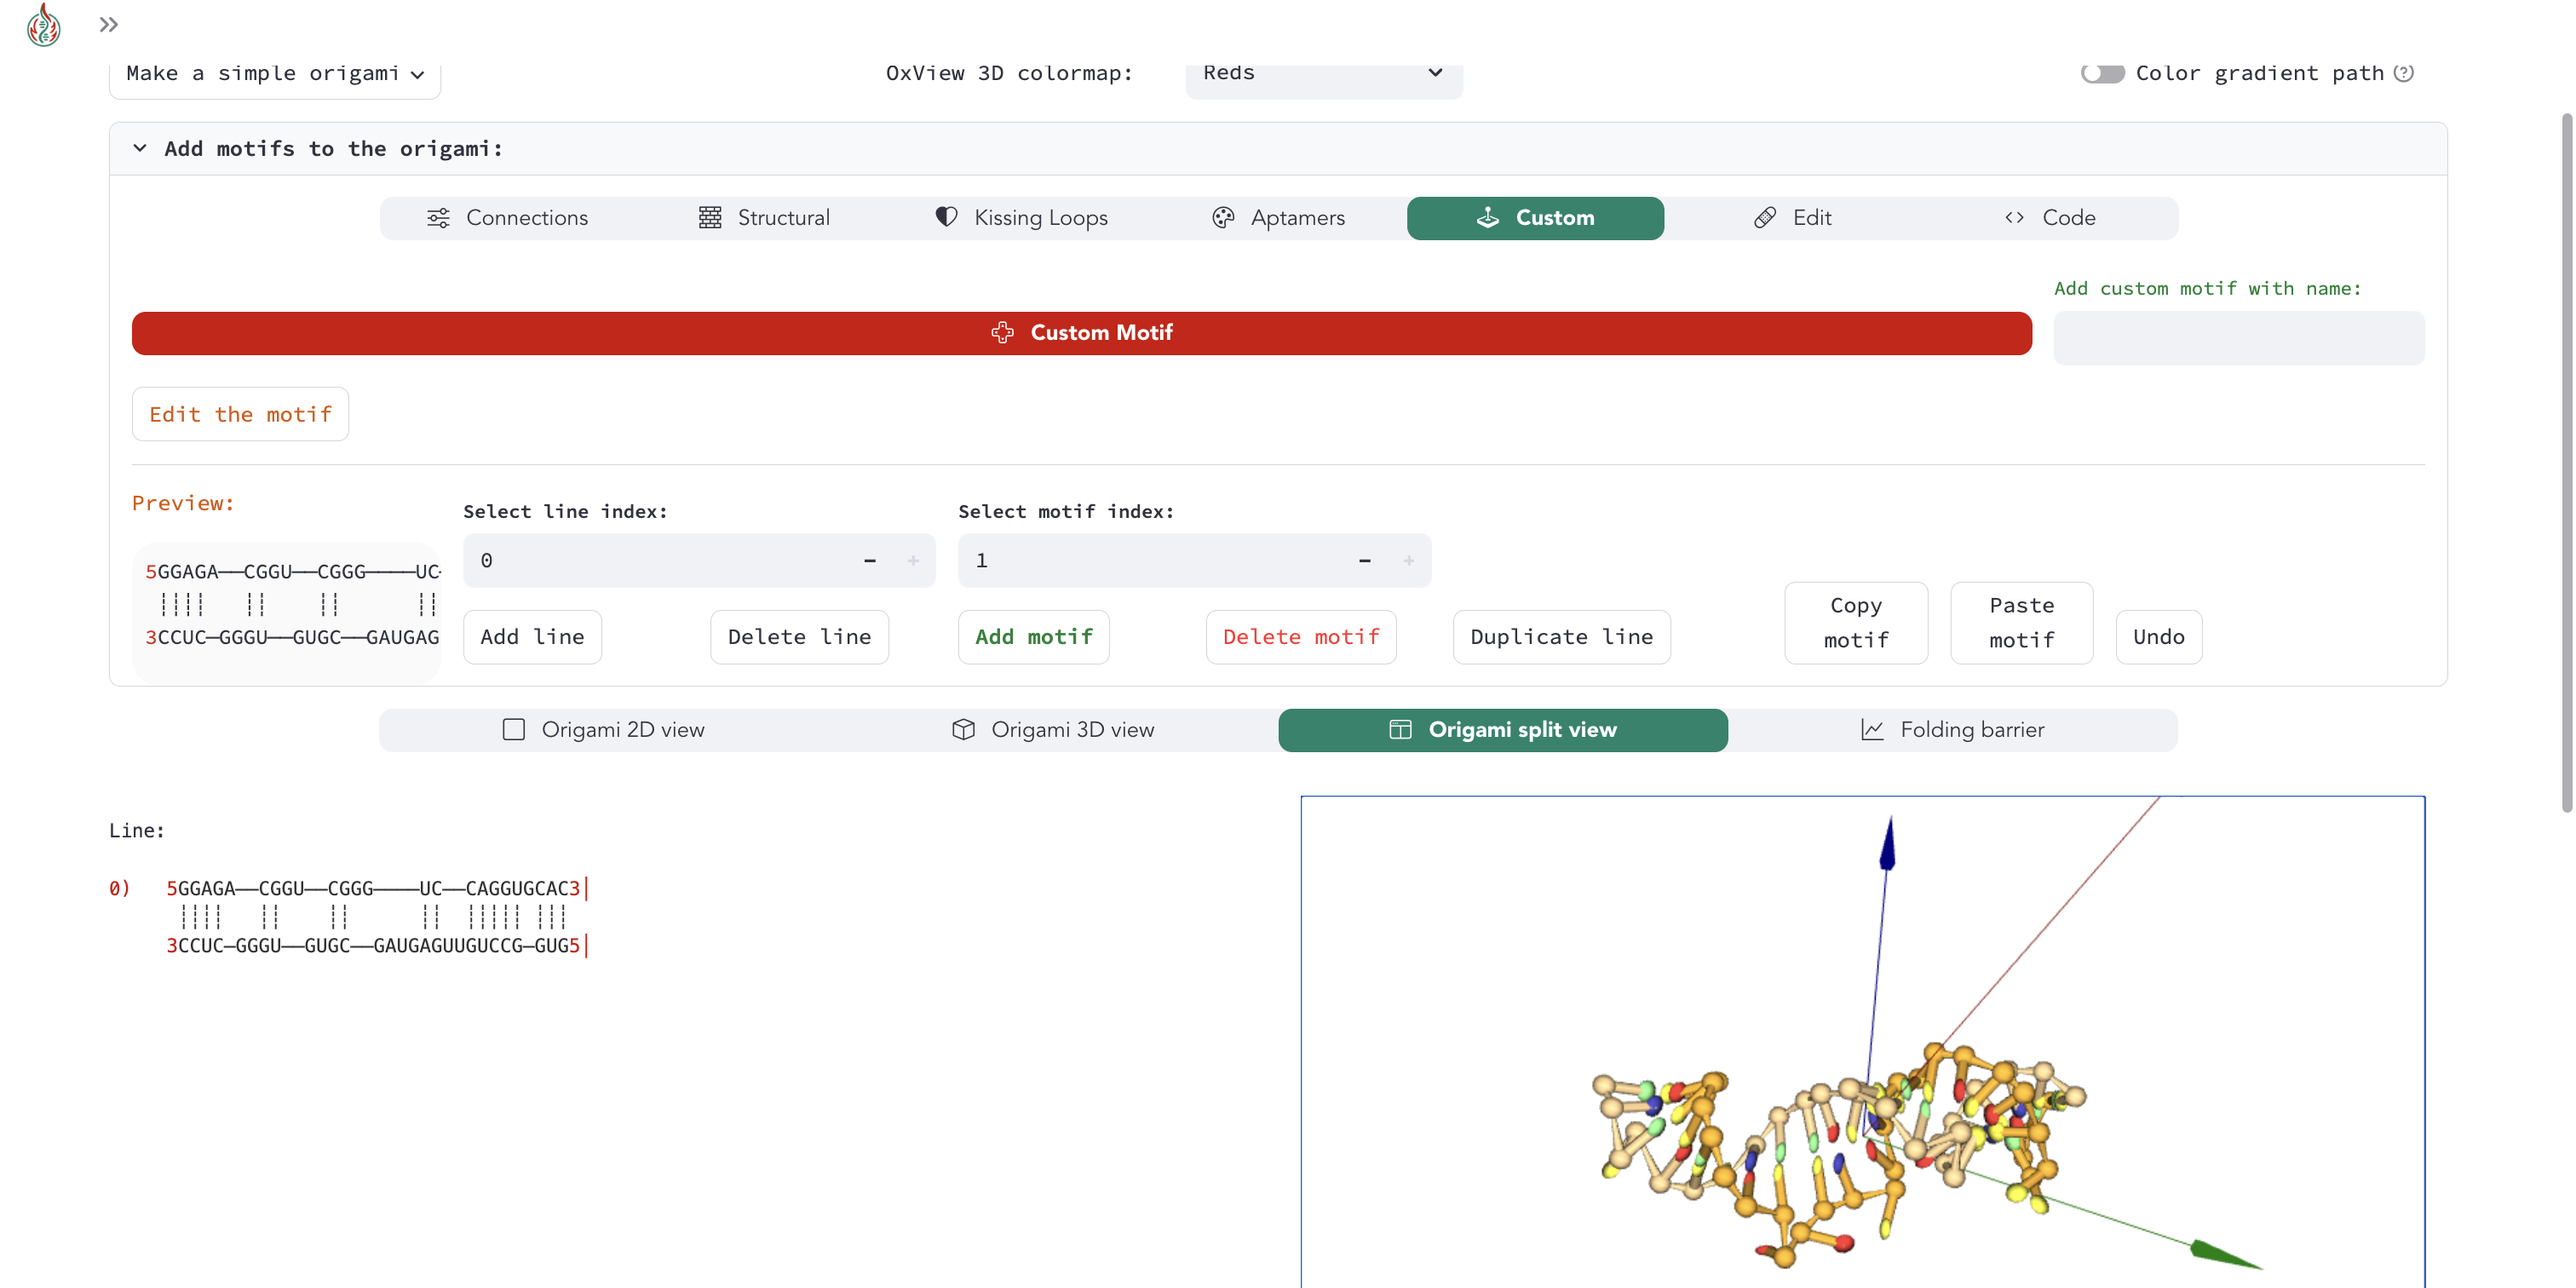 Make a simple origami
OxView 3D colormap:
Reds
Color gradient path
Add motifs to the origami:
Connections
Structural
Kissing Loops
Aptamers
Custom
Edit
Code
Add custom motif with name:
Custom Motif
Edit the motif
Preview:
Select line index:
Select motif index:
0
1
5GGAGA──CGGU──CGGG────UC
┊┊┊┊ ┊┊ ┊┊ ┊┊
3CCUC─GGGU──GUGC──GAUGAG
Add line
Delete line
Add motif
Delete motif
Duplicate line
Copy motif
Paste motif
Undo
Origami 2D view
Origami 3D view
Origami split view
Folding barrier
Line:
0) 5GGAGA──CGGU──CGGG────UC──CAGGUGCAC3
┊┊┊┊ ┊┊ ┊┊ ┊┊ ┊┊┊┊┊ ┊┊┊
3CCUC─GGGU──GUGC──GAUGAGUUGUCCG─GUG5